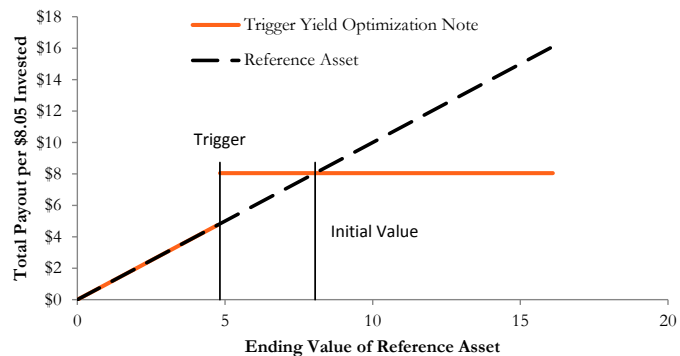 $18
$16
$14
$12
$10
$8
$6
$4
$2
$0
Total Payout per $8.05 Invested
Trigger Yield Optimization Note
Reference Asset
Trigger
Initial Value
0
5
10
15
20
Ending Value of Reference Asset